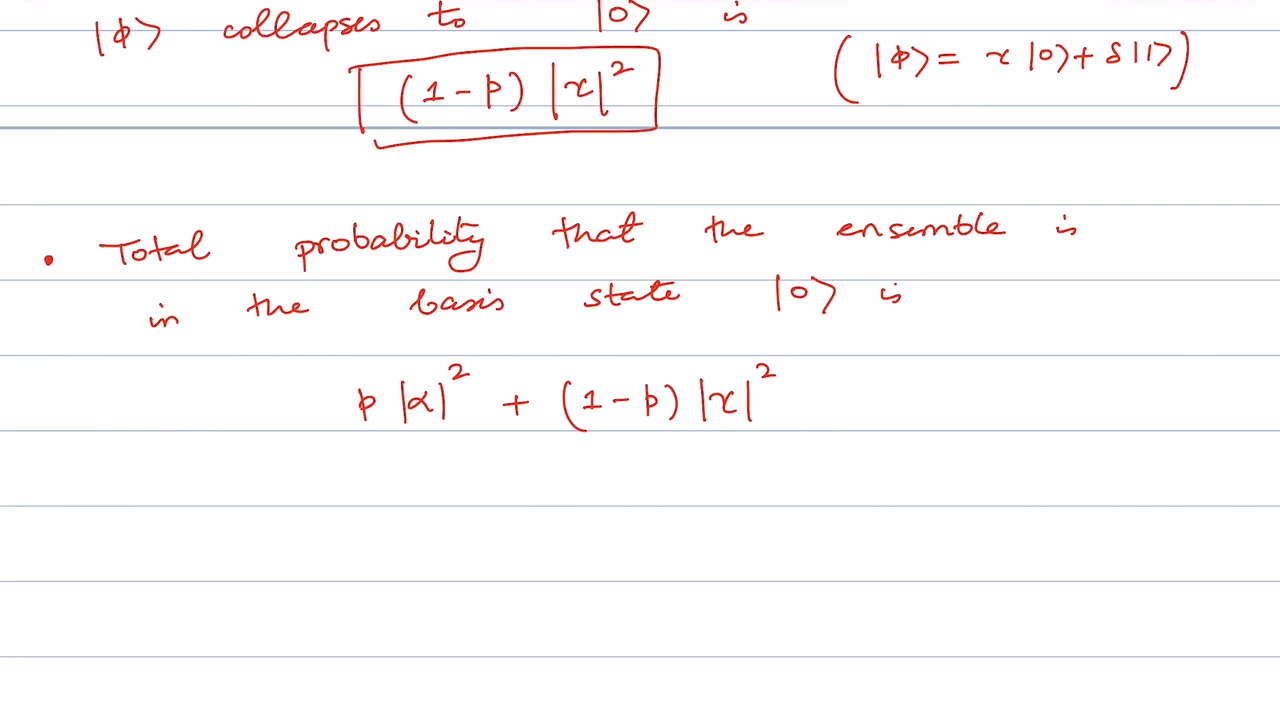 |ϕ⟩ collapses to |0⟩ is
(|ϕ⟩ = r |0⟩ + δ |1⟩)
(1 - p) |r|²
• Total probability that the ensemble is
in the basis state |0⟩ is
p |α|² + (1 - p) |r|²